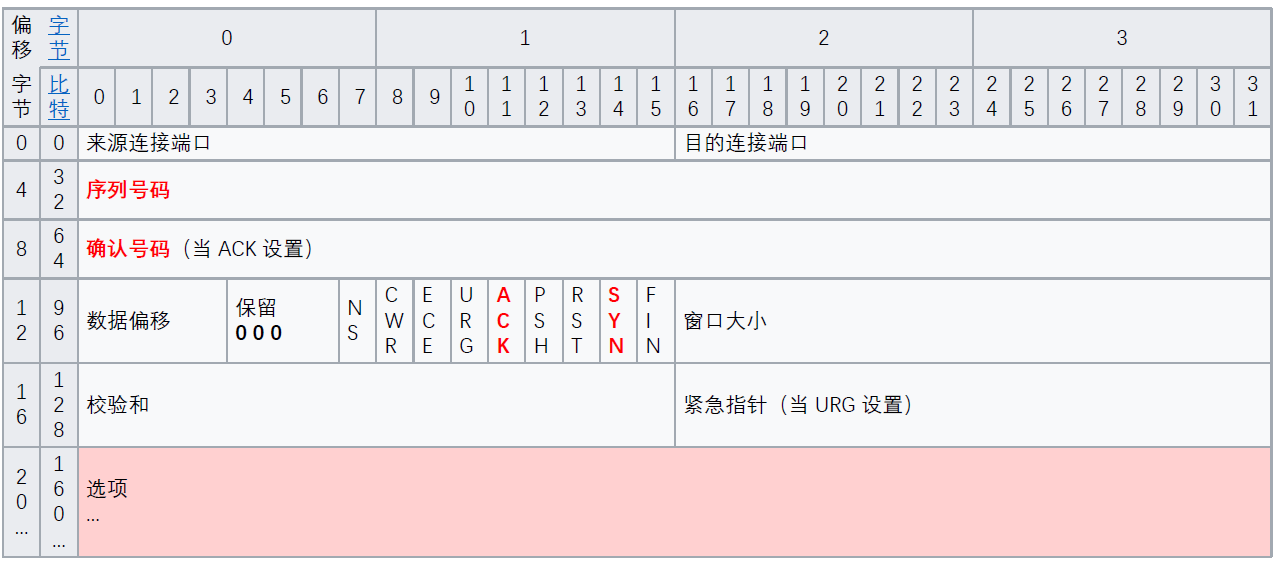 偏移 字节 0 1 2 3
字节 比特 0 1 2 3 4 5 6 7 8 9 10 11 12 13 14 15 16 17 18 19 20 21 22 23 24 25 26 27 28 29 30 31
0 0 来源连接端口 目的连接端口
4 32 序列号码
8 64 确认号码（当 ACK 设置）
12 96 数据偏移 保留 0 0 0 NS CWR ECE URG ACK PSH RST SYN FIN 窗口大小
16 128 校验和 紧急指针（当 URG 设置）
20... 160... 选项
...